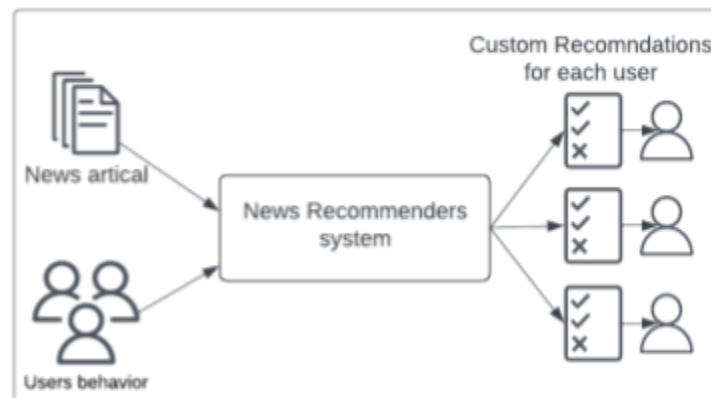 Custom Recomndations
for each user
News artical
News Recommenders
system
Users behavior